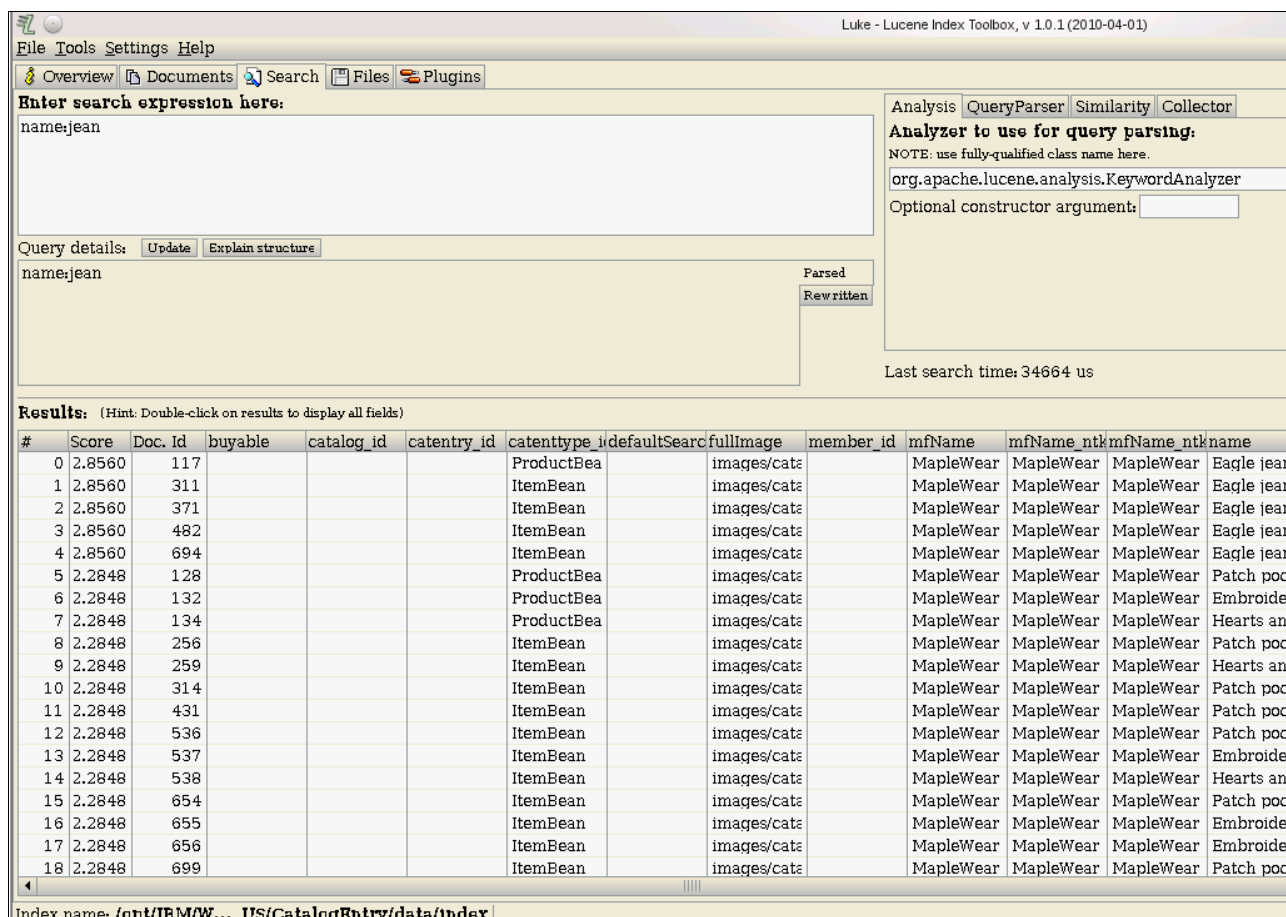 Luke - Lucene Index Toolbox, v 1.0.1 (2010-04-01)
File Tools Settings Help
Overview Documents Search Files Plugins
Enter search expression here:
name:jean
Analysis QueryParser Similarity Collector
Analyzer to use for query parsing:
NOTE: use fully-qualified class name here.
org.apache.lucene.analysis.KeywordAnalyzer
Optional constructor argument:
Query details: Update Explain structure
name:jean
Parsed
Rewritten
Last search time: 34664 us
Results: (Hint: Double-click on results to display all fields)
# Score Doc. Id buyable catalog_id catentry_id catenttype_i defaultSearc fullImage member_id mfName mfName_ntk mfName_ntk name
0 2.8560 117 ProductBea images/cata MapleWear MapleWear MapleWear Eagle jear
1 2.8560 311 ItemBean images/cata MapleWear MapleWear MapleWear Eagle jear
2 2.8560 371 ItemBean images/cata MapleWear MapleWear MapleWear Eagle jear
3 2.8560 482 ItemBean images/cata MapleWear MapleWear MapleWear Eagle jear
4 2.8560 694 ItemBean images/cata MapleWear MapleWear MapleWear Eagle jear
5 2.2848 128 ProductBea images/cata MapleWear MapleWear MapleWear Patch poc
6 2.2848 132 ProductBea images/cata MapleWear MapleWear MapleWear Embroide
7 2.2848 134 ProductBea images/cata MapleWear MapleWear MapleWear Hearts an
8 2.2848 256 ItemBean images/cata MapleWear MapleWear MapleWear Patch poc
9 2.2848 259 ItemBean images/cata MapleWear MapleWear MapleWear Hearts an
10 2.2848 314 ItemBean images/cata MapleWear MapleWear MapleWear Patch poc
11 2.2848 431 ItemBean images/cata MapleWear MapleWear MapleWear Patch poc
12 2.2848 536 ItemBean images/cata MapleWear MapleWear MapleWear Patch poc
13 2.2848 537 ItemBean images/cata MapleWear MapleWear MapleWear Embroide
14 2.2848 538 ItemBean images/cata MapleWear MapleWear MapleWear Hearts an
15 2.2848 654 ItemBean images/cata MapleWear MapleWear MapleWear Patch poc
16 2.2848 655 ItemBean images/cata MapleWear MapleWear MapleWear Embroide
17 2.2848 656 ItemBean images/cata MapleWear MapleWear MapleWear Embroide
18 2.2848 699 ItemBean images/cata MapleWear MapleWear MapleWear Patch poc
Index name: /opt/IBM/W... US/CatalogEntry/data/index